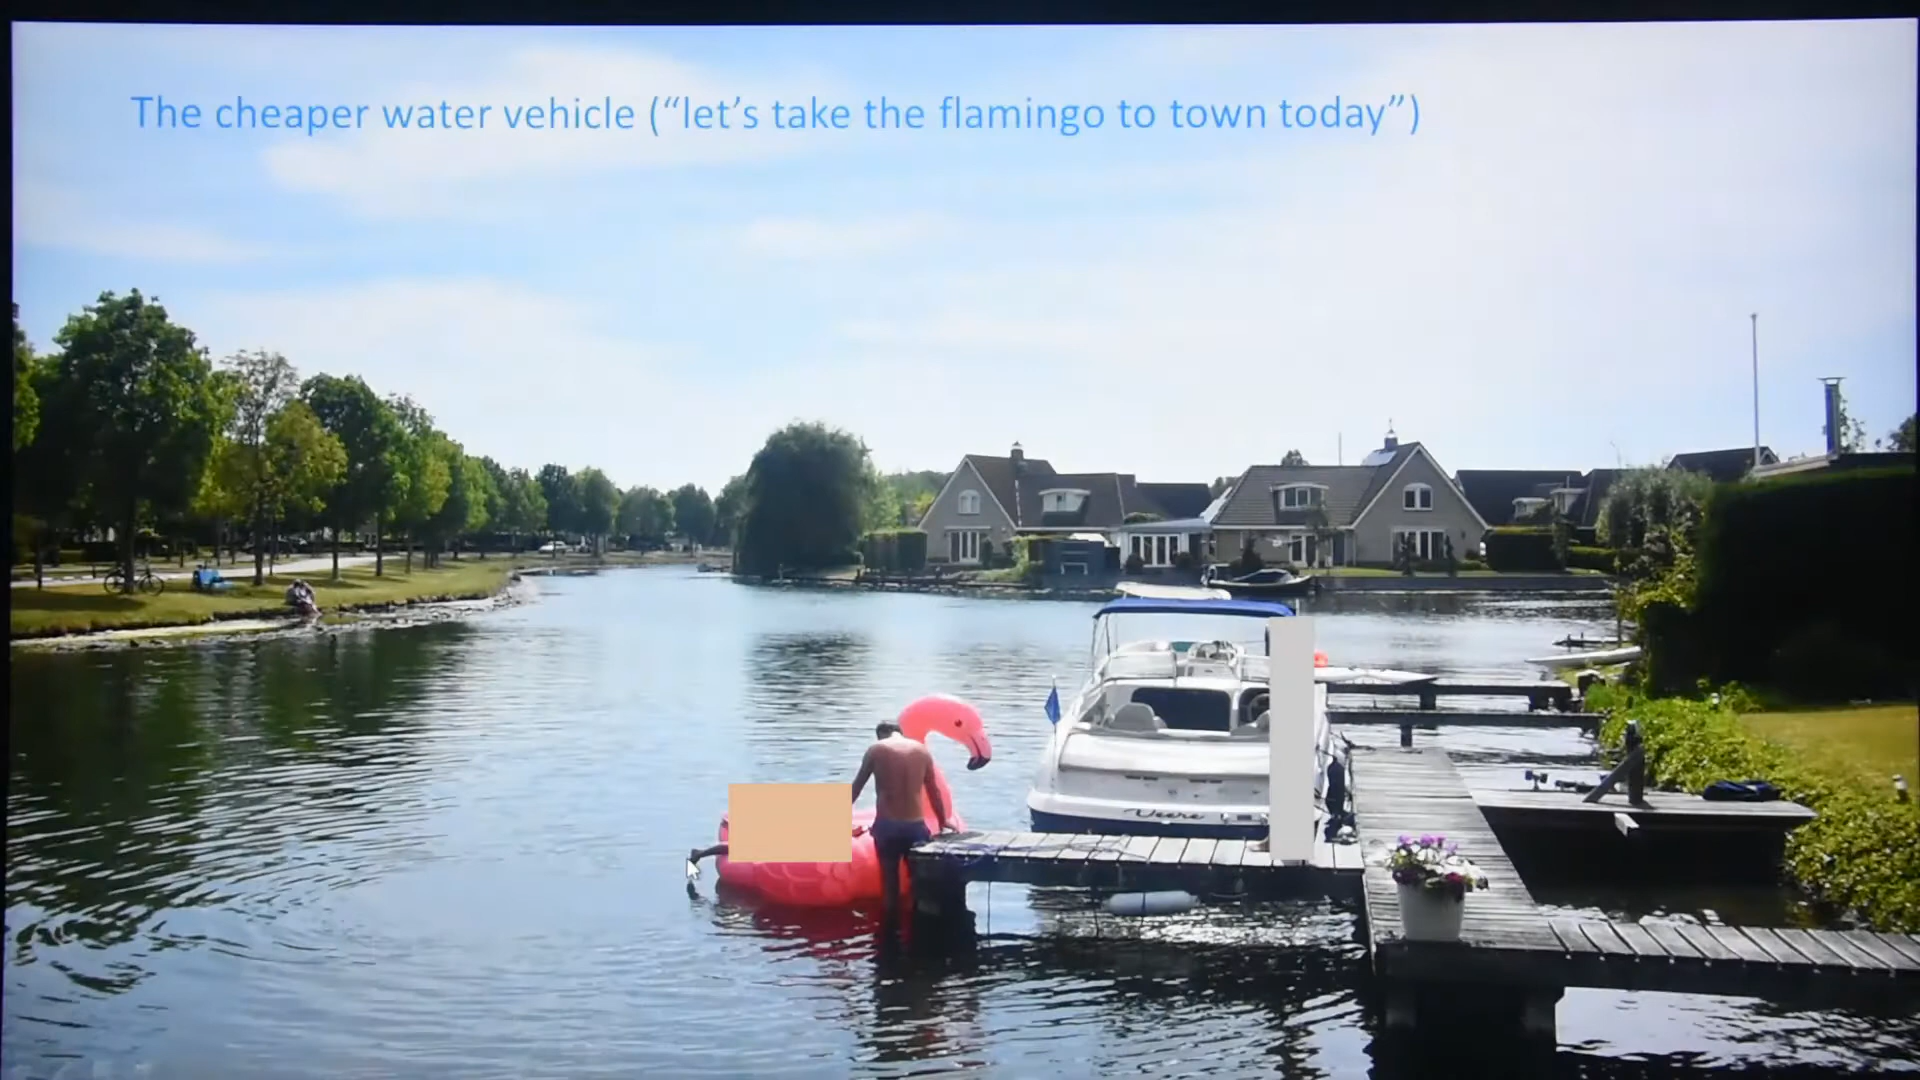 The cheaper water vehicle (“let’s take the flamingo to town today”)